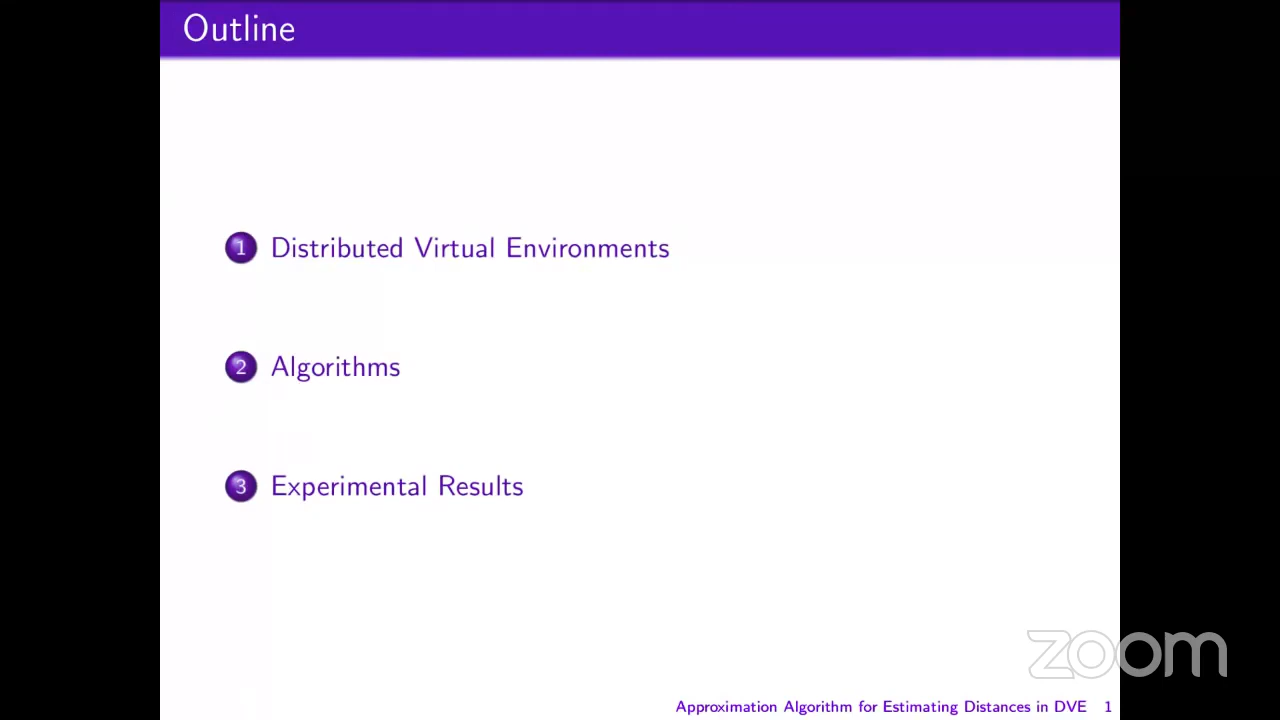 Outline
1 Distributed Virtual Environments
2 Algorithms
3 Experimental Results
zoom
Approximation Algorithm for Estimating Distances in DVE 1